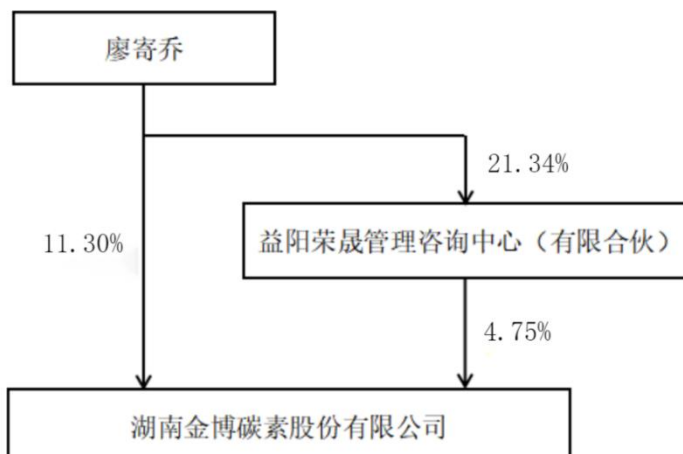 廖寄乔
21.34%
11.30%
益阳荣晟管理咨询中心（有限合伙）
4.75%
湖南金博碳素股份有限公司